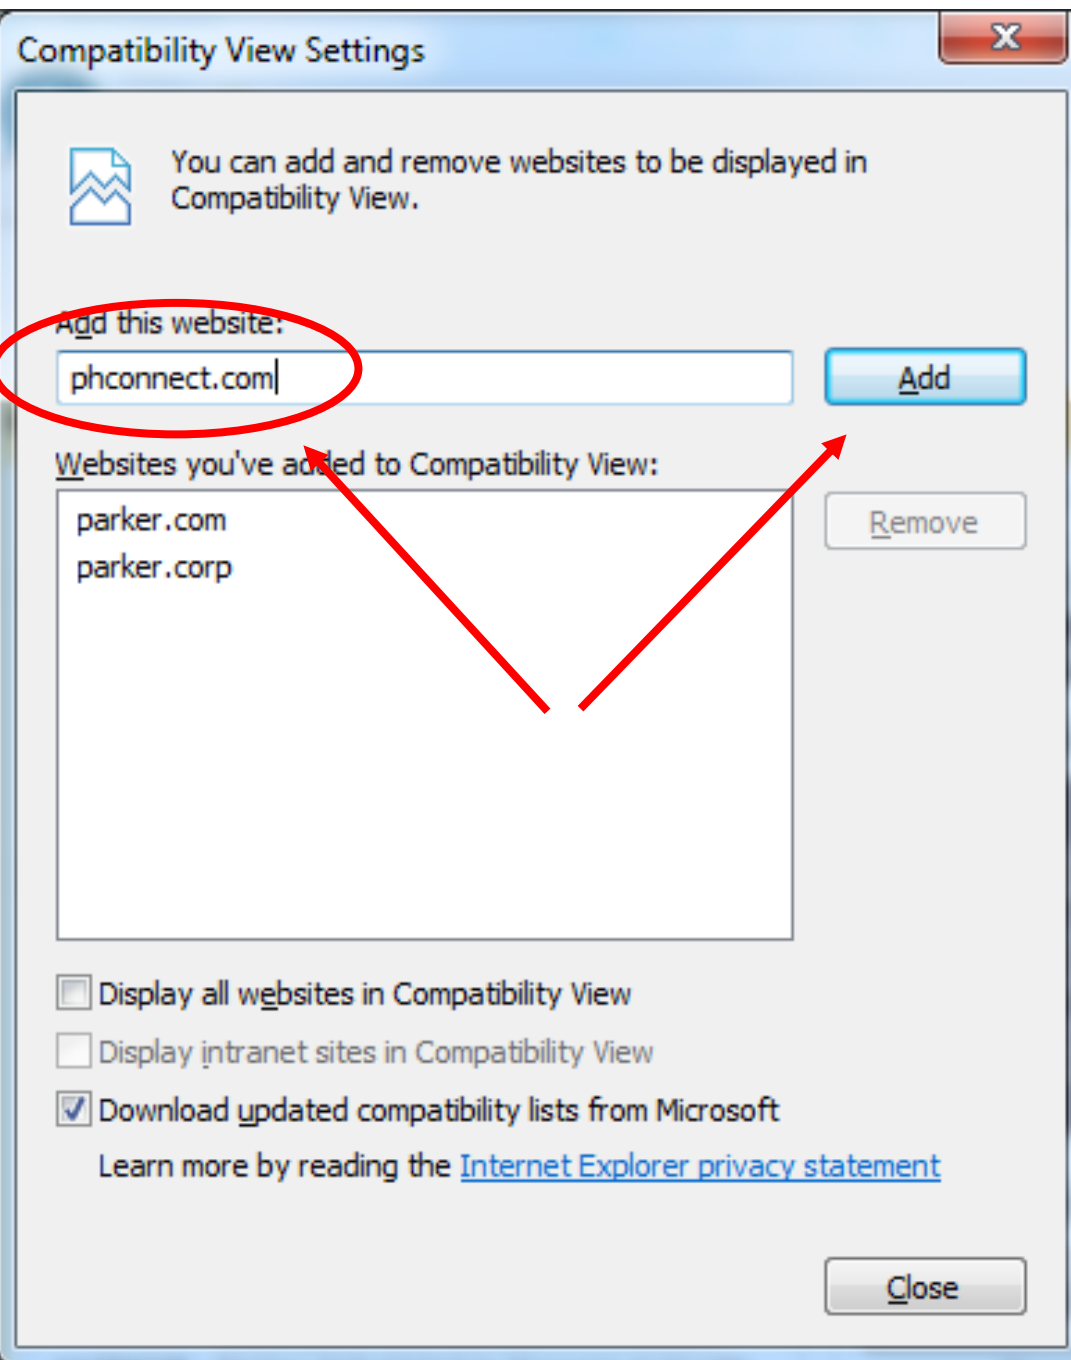 Compatibility View Settings
You can add and remove websites to be displayed in
Compatibility View.
Add this website:
phconnect.com
Add
Websites you've added to Compatibility View:
parker.com
parker.corp
Remove
Display all websites in Compatibility View
Display intranet sites in Compatibility View
Download updated compatibility lists from Microsoft
Learn more by reading the Internet Explorer privacy statement
Close